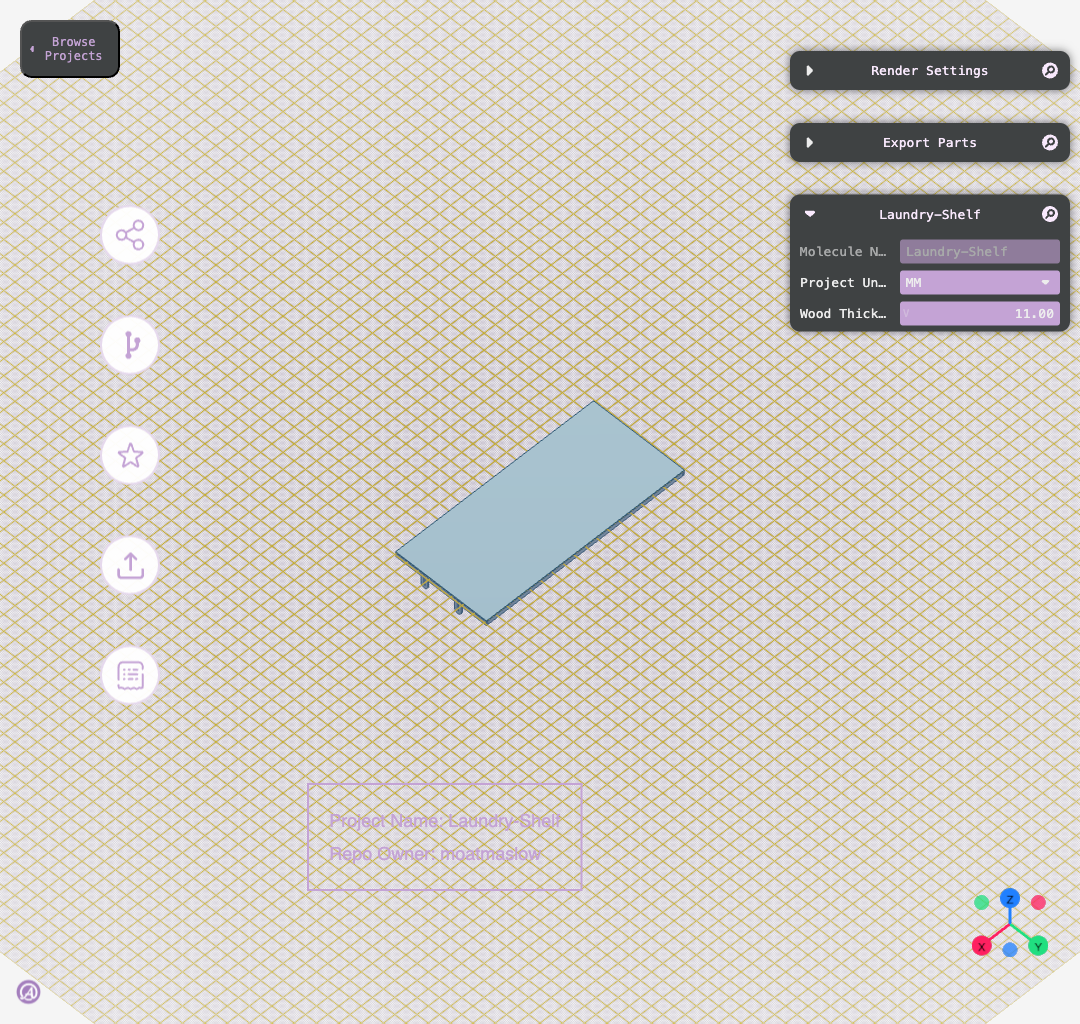 Browse
Projects
Render Settings
Export Parts
Laundry-Shelf
Molecule N… Laundry-Shelf
Project Un… MM
Wood Thick… V 11.00
Project Name: Laundry-Shelf
Repo Owner: moatmaslow
Z
X
Y